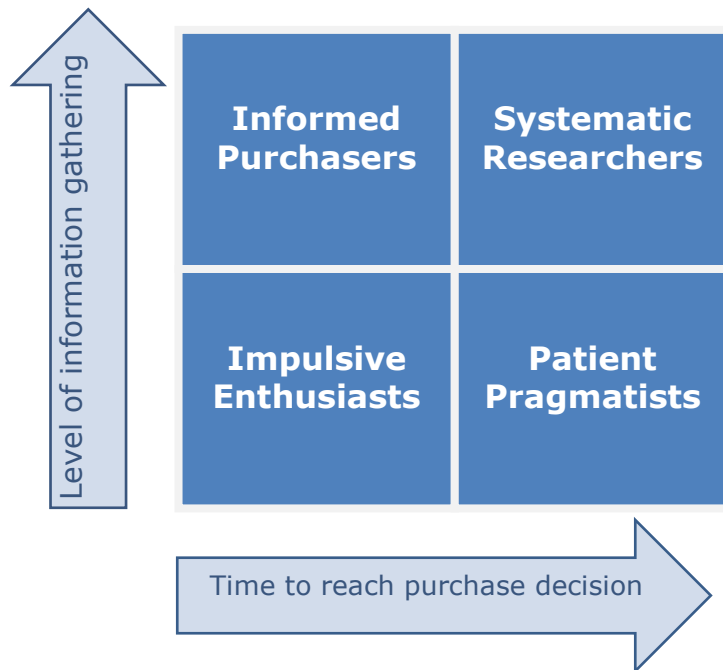 Level of information gathering
Informed
Purchasers
Systematic
Researchers
Impulsive
Enthusiasts
Patient
Pragmatists
Time to reach purchase decision